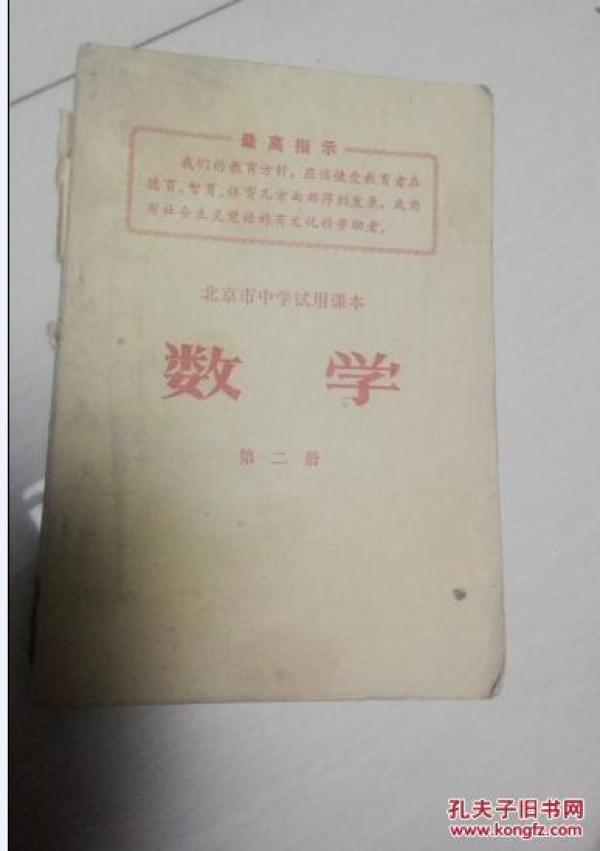 最高指示
我们的教育方针，应该使受教育者在
德育、智育、体育几方面都得到发展，成为
有社会主义觉悟的有文化的劳动者。
北京市中学试用课本
数 学
第二册
孔夫子旧书网
www.kongfz.com